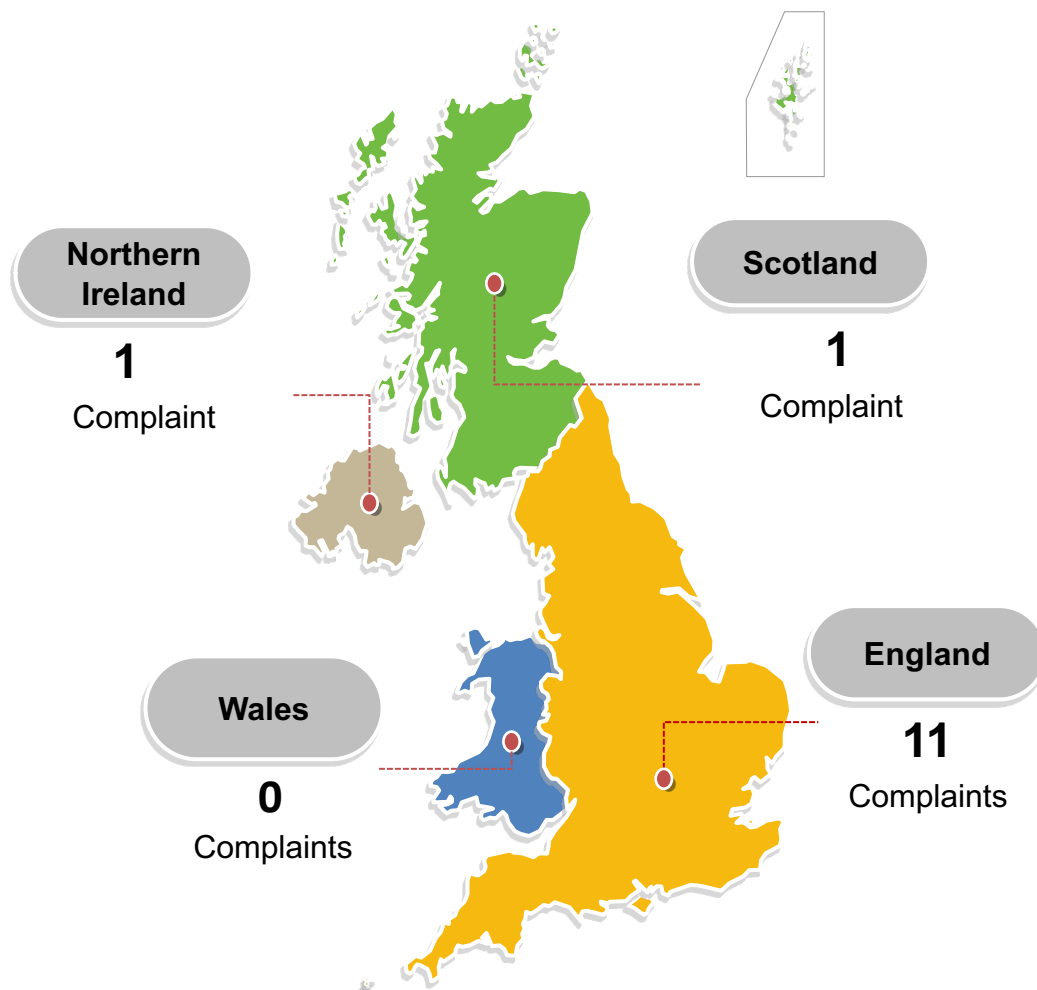 Northern
Ireland
1
Complaint
Scotland
1
Complaint
Wales
0
Complaints
England
11
Complaints